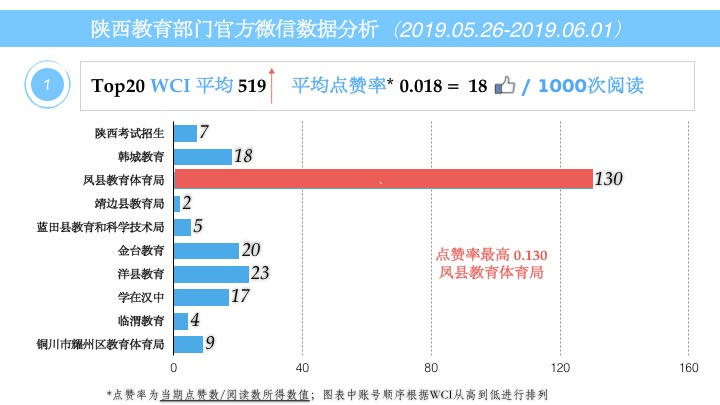 陕西教育部门官方微信数据分析（2019.05.26-2019.06.01）
1
Top20 WCI 平均 519 平均点赞率* 0.018 = 18 / 1000次阅读
陕西考试招生 7
韩城教育 18
凤县教育体育局 130
靖边县教育局 2
蓝田县教育和科学技术局 5
金台教育 20
洋县教育 23
学在汉中 17
临渭教育 4
铜川市耀州区教育体育局 9
点赞率最高 0.130
凤县教育体育局
0 40 80 120 160
*点赞率为当期点赞数/阅读数所得数值；图表中账号顺序根据WCI从高到低进行排列